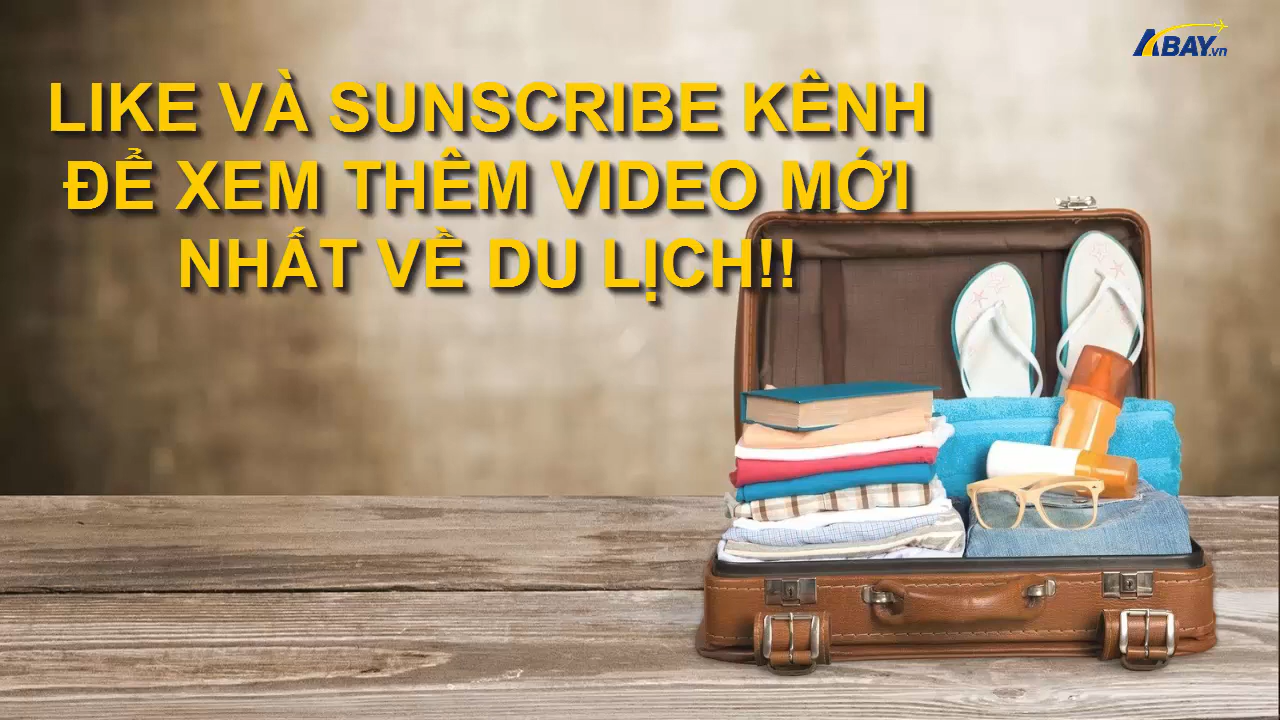 ABAY.vn
LIKE VÀ SUNSCRIBE KÊNH
ĐỂ XEM THÊM VIDEO MỚI
NHẤT VỀ DU LỊCH!!